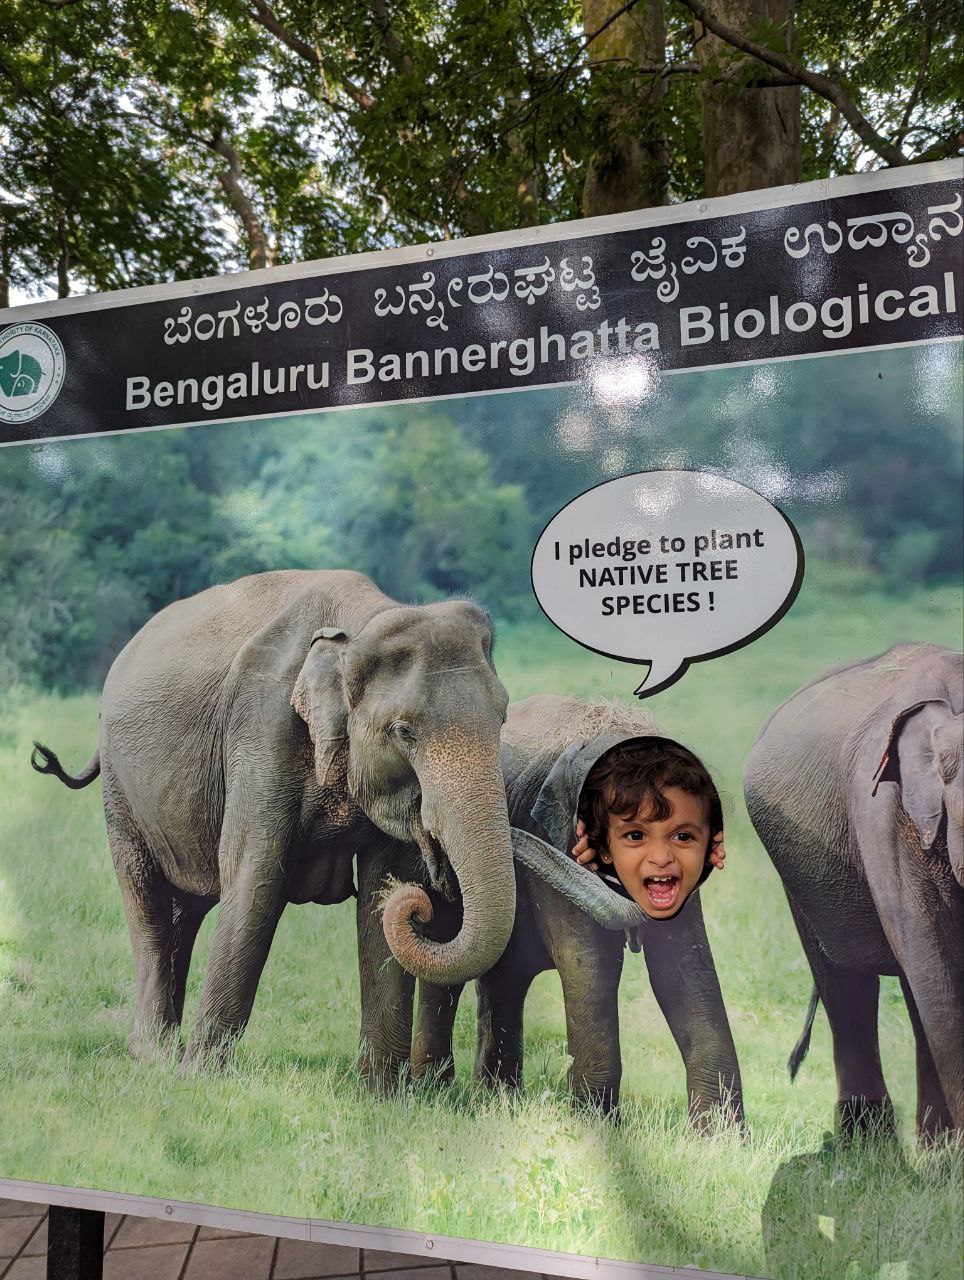 ಬೆಂಗಳೂರು ಬನ್ನೇರುಘಟ್ಟ ಜೈವಿಕ ಉದ್ಯಾನ
Bengaluru Bannerghatta Biological
I pledge to plant
NATIVE TREE
SPECIES !